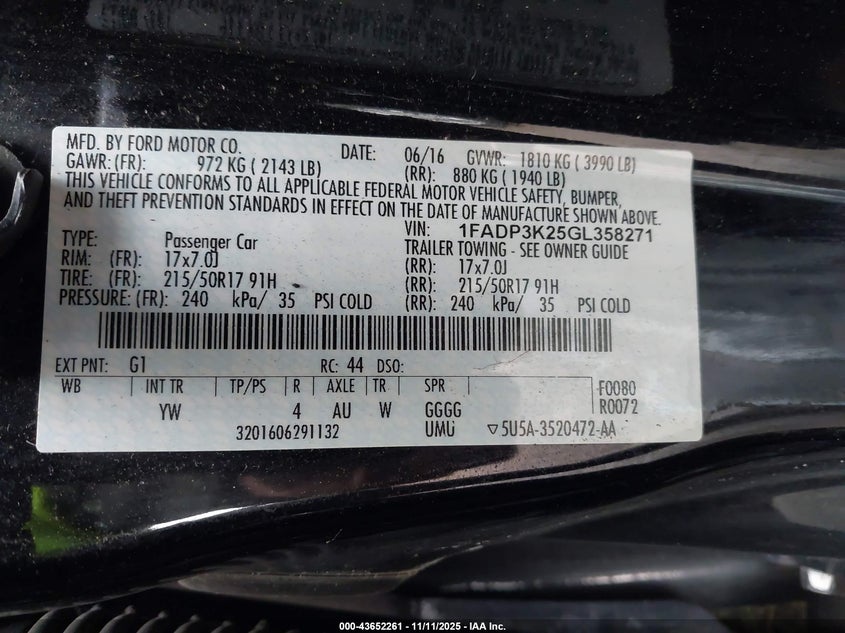 MFD. BY FORD MOTOR CO. DATE: 06/16 GVWR: 1810 KG ( 3990 LB)
GAWR: (FR): 972 KG ( 2143 LB) (RR): 880 KG ( 1940 LB)
THIS VEHICLE CONFORMS TO ALL APPLICABLE FEDERAL MOTOR VEHICLE SAFETY, BUMPER,
AND THEFT PREVENTION STANDARDS IN EFFECT ON THE DATE OF MANUFACTURE SHOWN ABOVE.
VIN: 1FADP3K25GL358271
TYPE: Passenger Car TRAILER TOWING - SEE OWNER GUIDE
RIM: (FR): 17x7.0J (RR): 17x7.0J
TIRE: (FR): 215/50R17 91H (RR): 215/50R17 91H
PRESSURE: (FR): 240 kPa/ 35 PSI COLD (RR): 240 kPa/ 35 PSI COLD
EXT PNT: G1 RC: 44 DSO:
WB | INT TR | TP/PS | R | AXLE | TR | SPR F0080
YW 4 AU W GGGG R0072
3201606291132 UMU ▽5U5A-3520472-AA
000-43652261 - 11/11/2025 - IAA Inc.